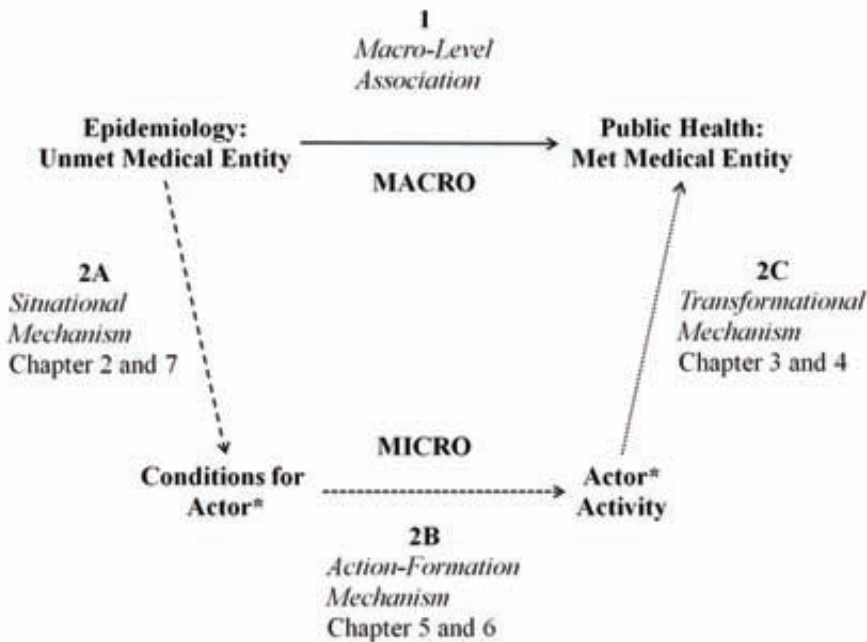 1
Macro-Level
Association
Epidemiology:
Unmet Medical Entity
Public Health:
Met Medical Entity
MACRO
2A
Situational
Mechanism
Chapter 2 and 7
2C
Transformational
Mechanism
Chapter 3 and 4
MICRO
Conditions for
Actor*
Actor*
Activity
2B
Action-Formation
Mechanism
Chapter 5 and 6